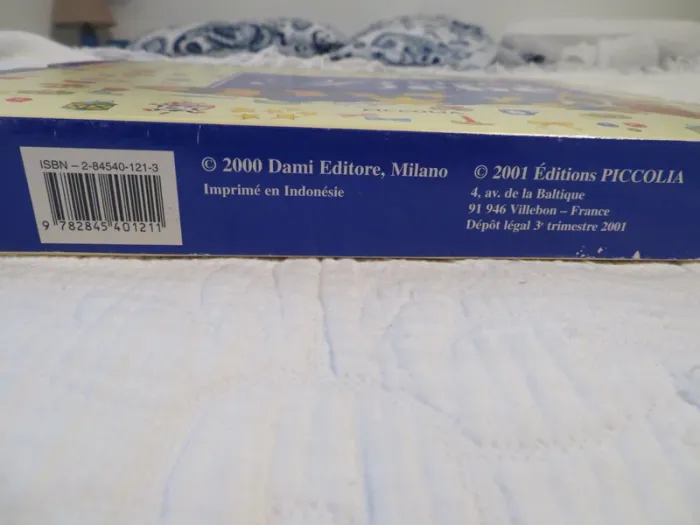 ISBN – 2-84540-121-3
9 782845 401211
© 2000 Dami Editore, Milano
Imprimé en Indonésie
© 2001 Éditions PICCOLIA
4, av. de la Baltique
91 946 Villebon – France
Dépôt légal 3e trimestre 2001